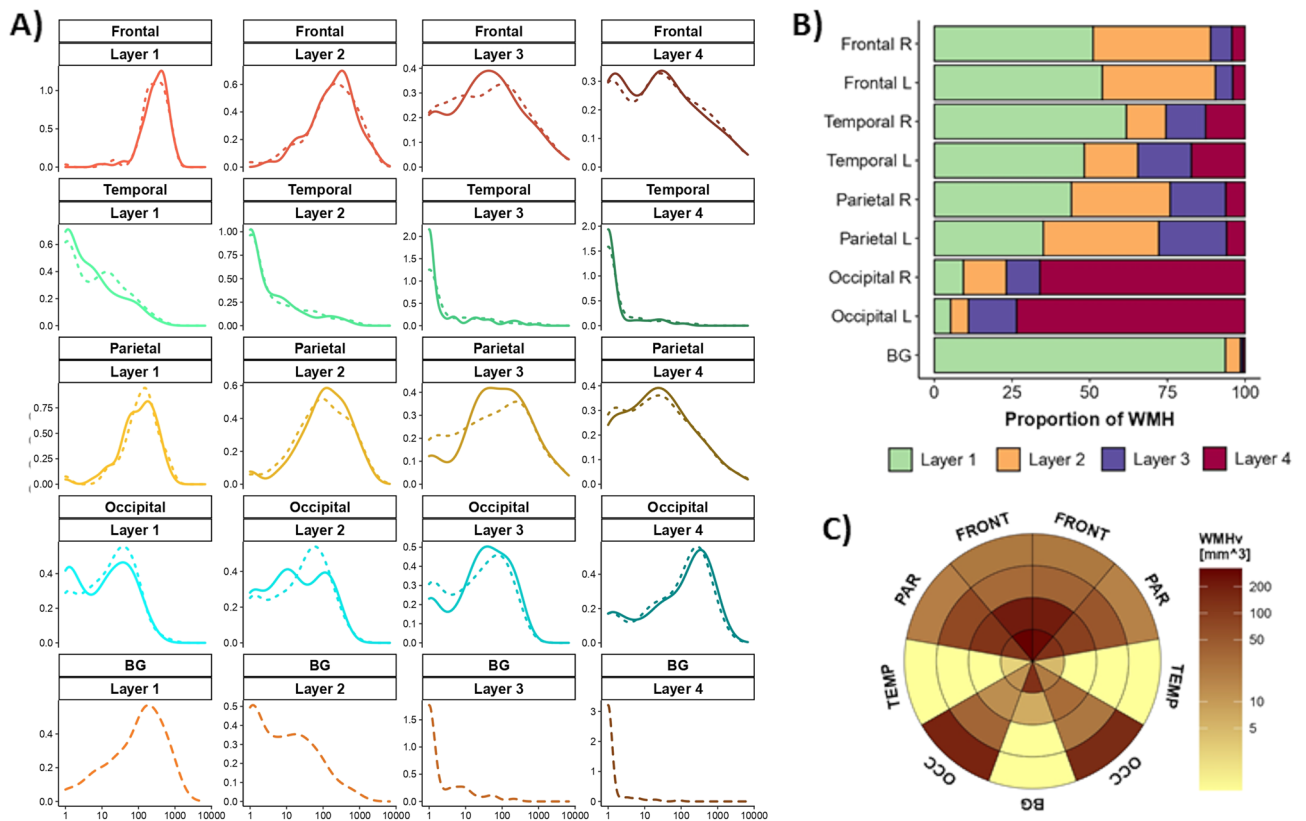 A)
Frontal Frontal Frontal Frontal
Layer 1 Layer 2 Layer 3 Layer 4
1.0 0.5 0.0
0.6 0.4 0.2 0.0
0.4 0.3 0.2 0.1 0.0
0.3 0.2 0.1 0.0
Temporal Temporal Temporal Temporal
Layer 1 Layer 2 Layer 3 Layer 4
0.6 0.4 0.2 0.0
1.00 0.75 0.50 0.25 0.00
2.0 1.5 1.0 0.5 0.0
2.0 1.5 1.0 0.5 0.0
Parietal Parietal Parietal Parietal
Layer 1 Layer 2 Layer 3 Layer 4
0.75 0.50 0.25 0.00
0.6 0.4 0.2 0.0
0.4 0.3 0.2 0.1 0.0
0.4 0.3 0.2 0.1 0.0
Occipital Occipital Occipital Occipital
Layer 1 Layer 2 Layer 3 Layer 4
0.4 0.2 0.0
0.4 0.2 0.0
0.5 0.4 0.3 0.2 0.1 0.0
0.4 0.2 0.0
BG BG BG BG
Layer 1 Layer 2 Layer 3 Layer 4
0.4 0.2 0.0
0.5 0.4 0.3 0.2 0.1 0.0
1.5 1.0 0.5 0.0
3 2 1 0
1 10 100 1000 10000 1 10 100 1000 10000 1 10 100 1000 10000 1 10 100 1000 10000
B)
Frontal R
Frontal L
Temporal R
Temporal L
Parietal R
Parietal L
Occipital R
Occipital L
BG
0 25 50 75 100
Proportion of WMH
Layer 1 Layer 2 Layer 3 Layer 4
C)
FRONT FRONT
PAR PAR
TEMP TEMP
OCC OCC
BG
WMHv
[mm^3]
200
100
50
10
5